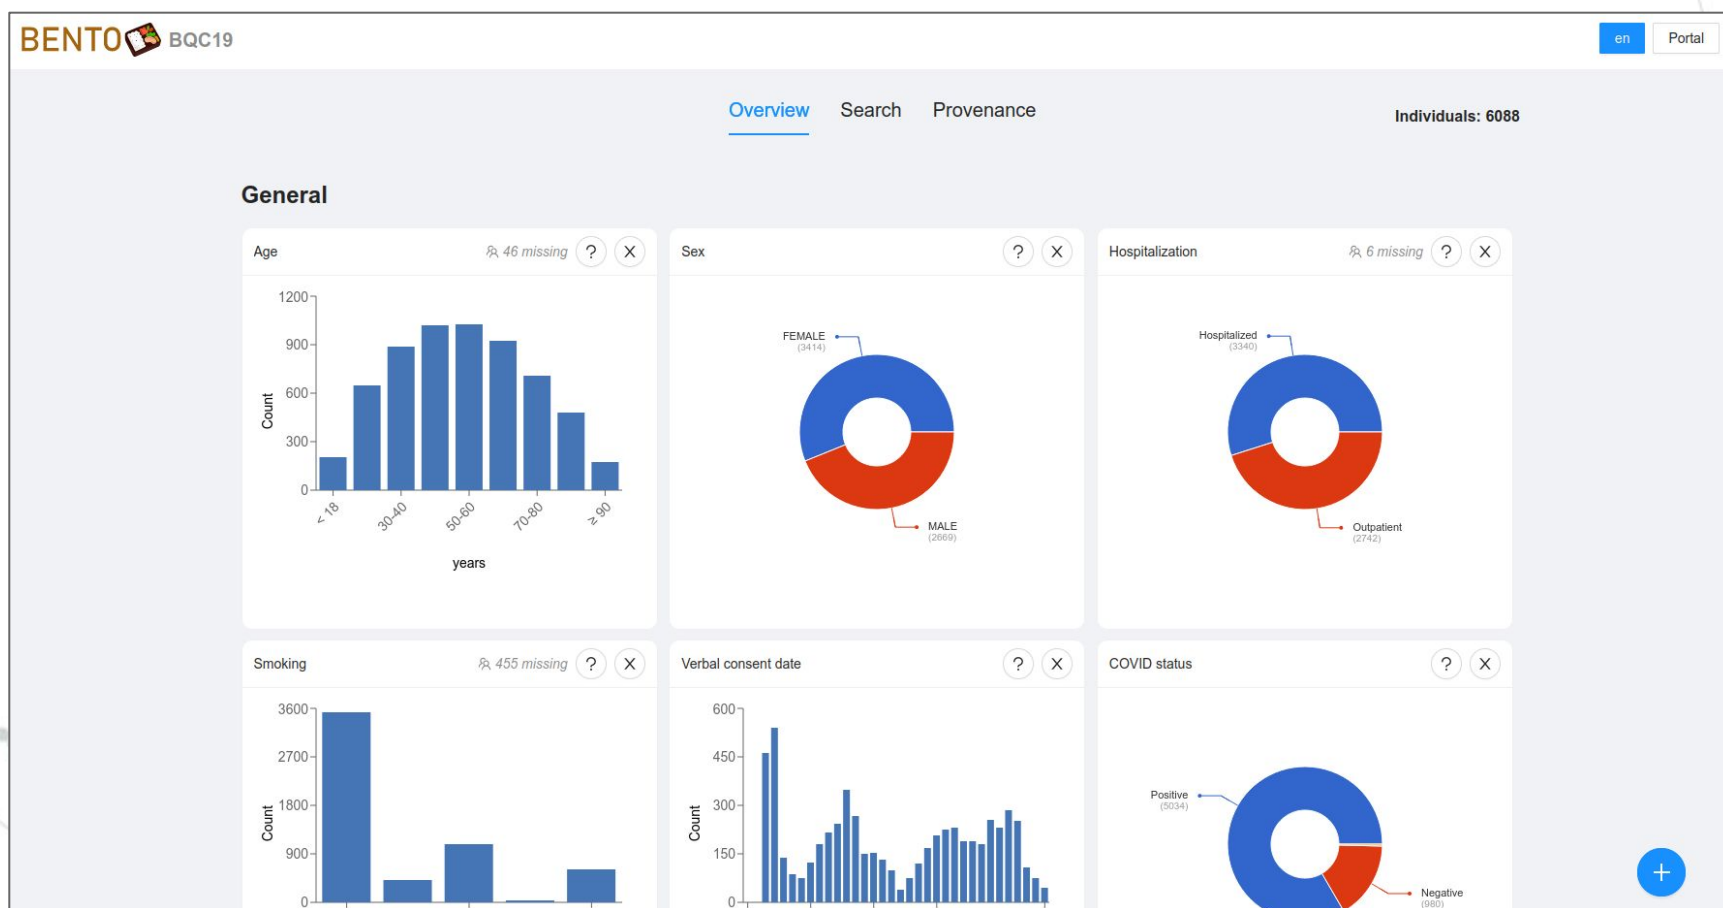 BENTO BQC19
en
Portal
Overview
Search
Provenance
Individuals: 6088
General
Age
46 missing
?
X
1200
900
600
300
0
Count
< 18
30-40
50-60
70-80
≥ 90
years
Sex
?
X
FEMALE
(3414)
MALE
(2669)
Hospitalization
6 missing
?
X
Hospitalized
(3340)
Outpatient
(2742)
Smoking
455 missing
?
X
3600
2700
1800
900
0
Count
Verbal consent date
?
X
600
450
300
150
0
Count
COVID status
?
X
Positive
(5034)
Negative
(980)
+